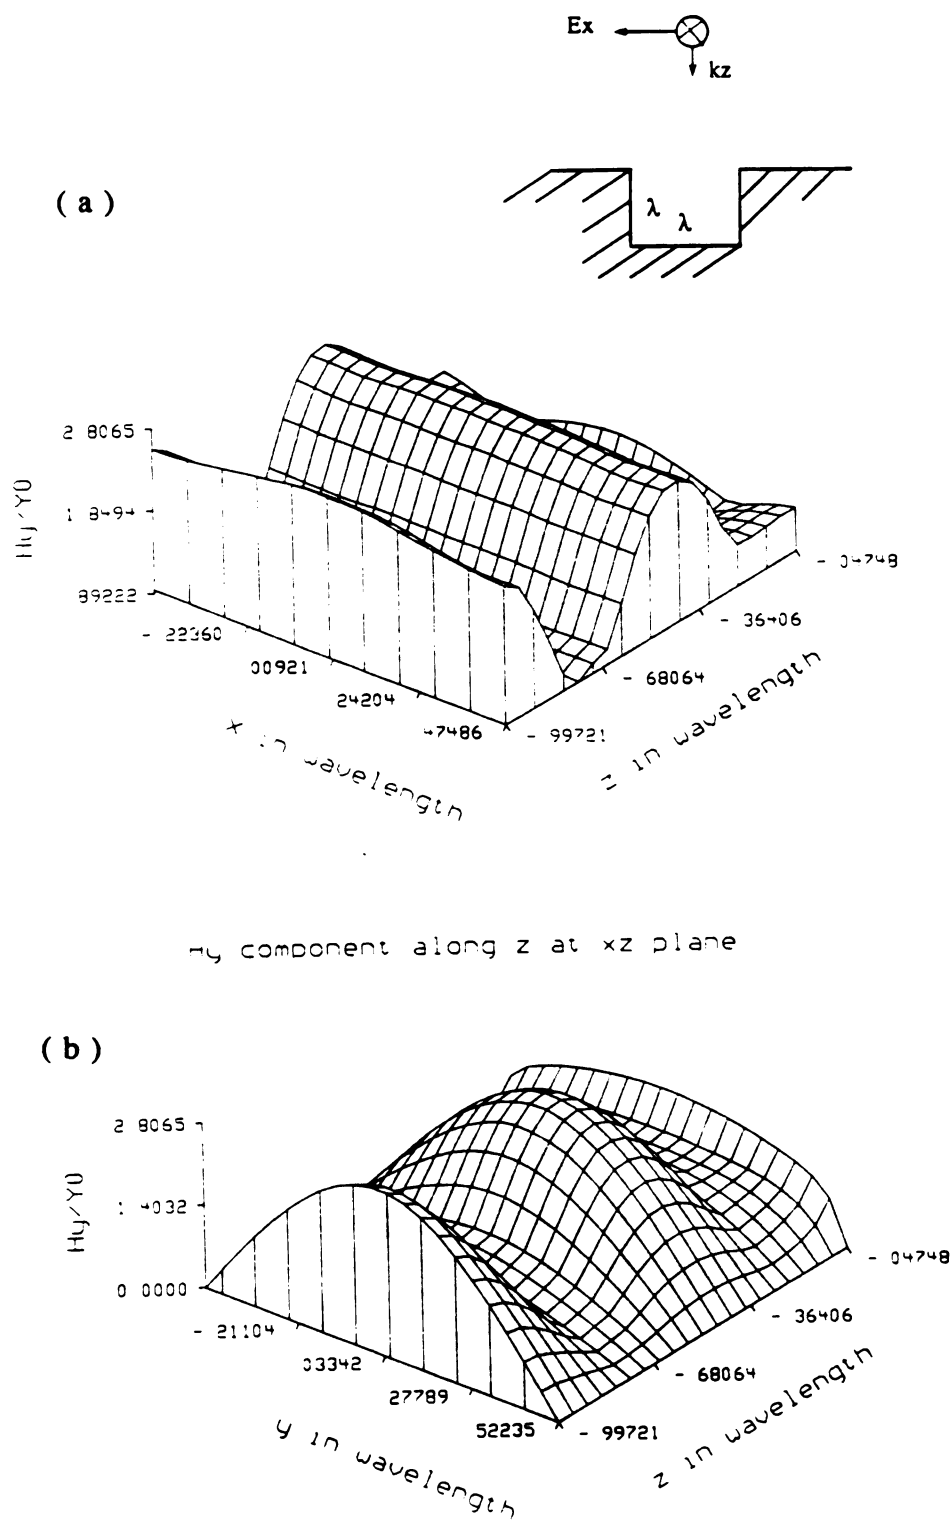 Ex
kz
( a )
λ
λ
2 8065
1 8494
89222
Hy/Y0
- 22360
00921
24204
47486
x in wavelength
- 04748
- 36406
- 68064
- 99721
z in wavelength
Hy component along z at xz plane
( b )
2 8065
1 4032
0 0000
Hy/Y0
- 21104
03342
27789
52235
y in wavelength
- 04748
- 36406
- 68064
- 99721
z in wavelength